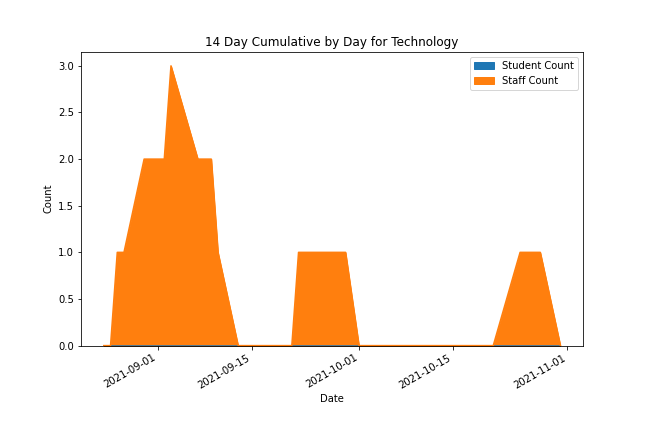 14 Day Cumulative by Day for Technology
Student Count
Staff Count
3.0
2.5
2.0
1.5
1.0
0.5
0.0
Count
2021-09-01
2021-09-15
2021-10-01
2021-10-15
2021-11-01
Date